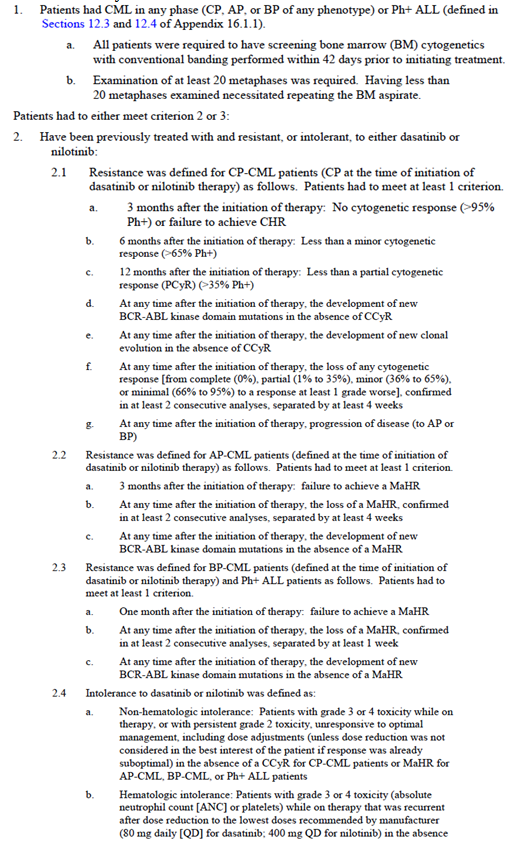 1. Patients had CML in any phase (CP, AP, or BP of any phenotype) or Ph+ ALL (defined in
Sections 12.3 and 12.4 of Appendix 16.1.1).
a. All patients were required to have screening bone marrow (BM) cytogenetics
with conventional banding performed within 42 days prior to initiating treatment.
b. Examination of at least 20 metaphases was required. Having less than
20 metaphases examined necessitated repeating the BM aspirate.
Patients had to either meet criterion 2 or 3:
2. Have been previously treated with and resistant, or intolerant, to either dasatinib or
nilotinib:
2.1 Resistance was defined for CP-CML patients (CP at the time of initiation of
dasatinib or nilotinib therapy) as follows. Patients had to meet at least 1 criterion.
a. 3 months after the initiation of therapy: No cytogenetic response (>95%
Ph+) or failure to achieve CHR
b. 6 months after the initiation of therapy: Less than a minor cytogenetic
response (>65% Ph+)
c. 12 months after the initiation of therapy: Less than a partial cytogenetic
response (PCyR) (>35% Ph+)
d. At any time after the initiation of therapy, the development of new
BCR-ABL kinase domain mutations in the absence of CCyR
e. At any time after the initiation of therapy, the development of new clonal
evolution in the absence of CCyR
f. At any time after the initiation of therapy, the loss of any cytogenetic
response [from complete (0%), partial (1% to 35%), minor (36% to 65%),
or minimal (66% to 95%) to a response at least 1 grade worse], confirmed
in at least 2 consecutive analyses, separated by at least 4 weeks
g. At any time after the initiation of therapy, progression of disease (to AP or
BP)
2.2 Resistance was defined for AP-CML patients (defined at the time of initiation of
dasatinib or nilotinib therapy) as follows. Patients had to meet at least 1 criterion.
a. 3 months after the initiation of therapy: failure to achieve a MaHR
b. At any time after the initiation of therapy, the loss of a MaHR, confirmed
in at least 2 consecutive analyses, separated by at least 4 weeks
c. At any time after the initiation of therapy, the development of new
BCR-ABL kinase domain mutations in the absence of a MaHR
2.3 Resistance was defined for BP-CML patients (defined at the time of initiation of
dasatinib or nilotinib therapy) and Ph+ ALL patients as follows. Patients had to
meet at least 1 criterion.
a. One month after the initiation of therapy: failure to achieve a MaHR
b. At any time after the initiation of therapy, the loss of a MaHR, confirmed
in at least 2 consecutive analyses, separated by at least 1 week
c. At any time after the initiation of therapy, the development of new
BCR-ABL kinase domain mutations in the absence of a MaHR
2.4 Intolerance to dasatinib or nilotinib was defined as:
a. Non-hematologic intolerance: Patients with grade 3 or 4 toxicity while on
therapy, or with persistent grade 2 toxicity, unresponsive to optimal
management, including dose adjustments (unless dose reduction was not
considered in the best interest of the patient if response was already
suboptimal) in the absence of a CCyR for CP-CML patients or MaHR for
AP-CML, BP-CML, or Ph+ ALL patients
b. Hematologic intolerance: Patients with grade 3 or 4 toxicity (absolute
neutrophil count [ANC] or platelets) while on therapy that was recurrent
after dose reduction to the lowest doses recommended by manufacturer
(80 mg daily [QD] for dasatinib; 400 mg QD for nilotinib) in the absence